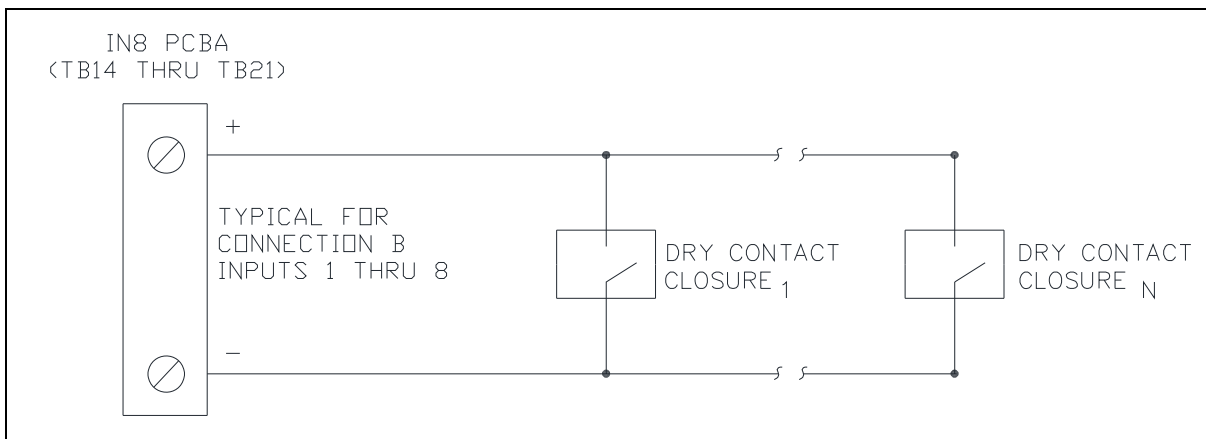 IN8 PCBA
(TB14 THRU TB21)
+
TYPICAL FOR
CONNECTION B
INPUTS 1 THRU 8
−
DRY CONTACT
CLOSURE 1
DRY CONTACT
CLOSURE N